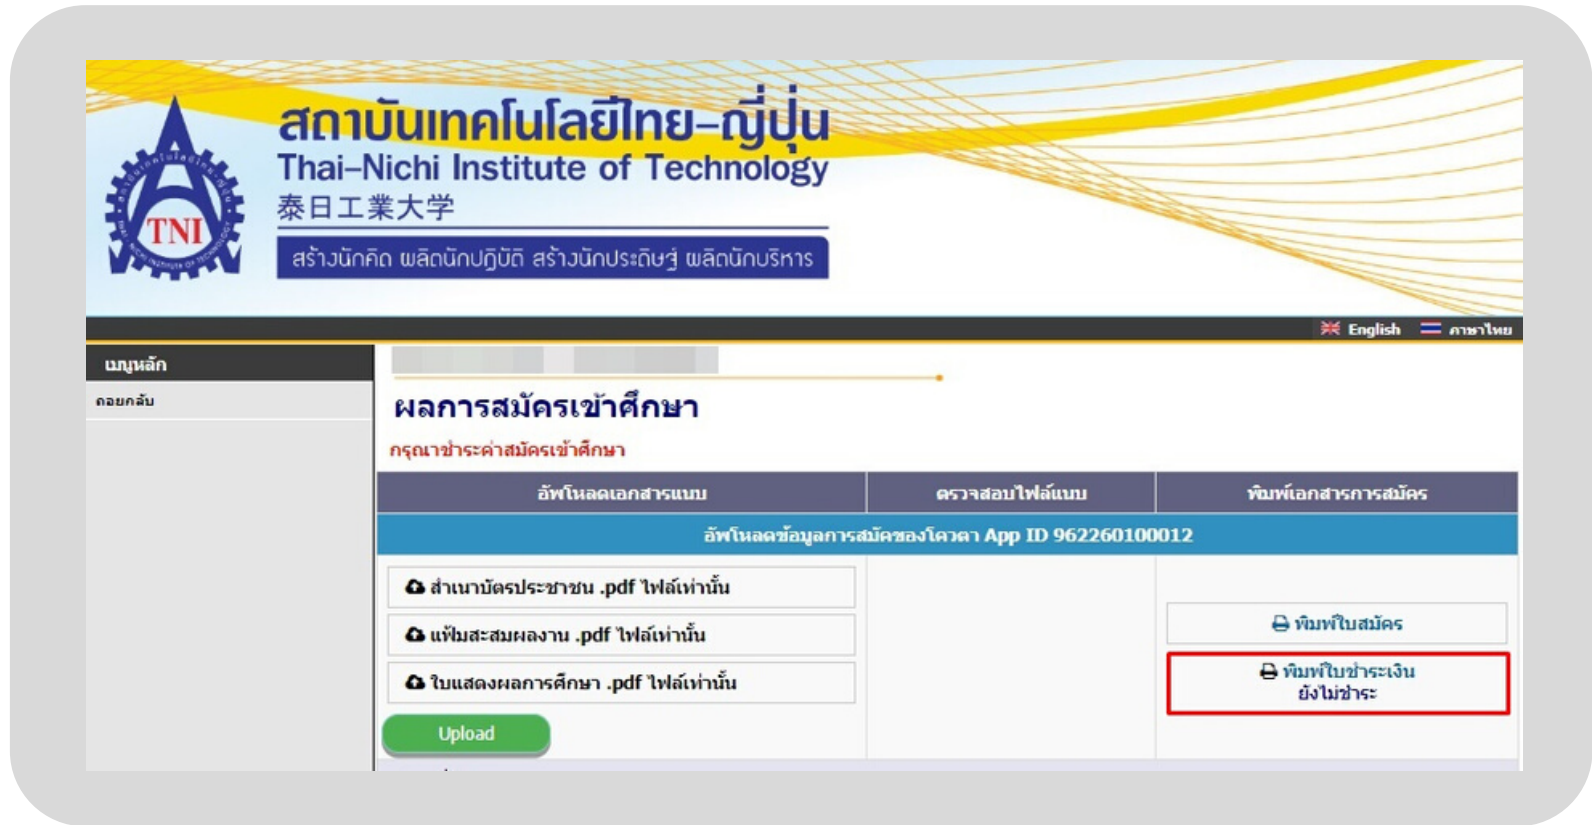 สถาบันเทคโนโลยีไทย-ญี่ปุ่น
Thai-Nichi Institute of Technology
泰日工業大学
TNI
สร้างนักคิด ผลิตนักปฏิบัติ สร้างนักประดิษฐ์ ผลิตนักบริหาร
English ภาษาไทย
เมนูหลัก
ถอยกลับ
ผลการสมัครเข้าศึกษา
กรุณาชำระค่าสมัครเข้าศึกษา
อัพโหลดเอกสารแนบ ตรวจสอบไฟล์แนบ พิมพ์เอกสารการสมัคร
อัพโหลดข้อมูลการสมัคของโควตา App ID 962260100012
สำเนาบัตรประชาชน .pdf ไฟล์เท่านั้น
แฟ้มสะสมผลงาน .pdf ไฟล์เท่านั้น
ใบแสดงผลการศึกษา .pdf ไฟล์เท่านั้น
Upload
พิมพ์ใบสมัคร
พิมพ์ใบชำระเงิน
ยังไม่ชำระ